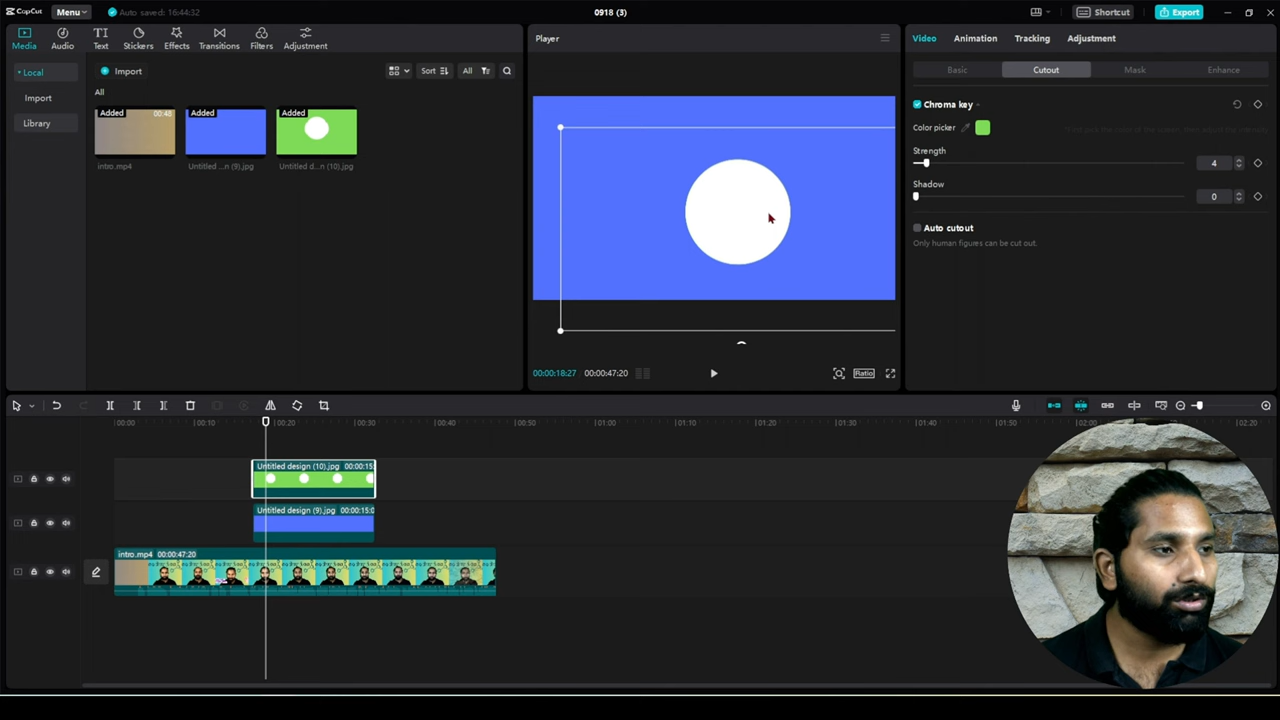 CapCut Menu Auto saved: 16:44:32 0918 (3) Shortcut Export
Media Audio Text Stickers Effects Transitions Filters Adjustment
Player
Video Animation Tracking Adjustment
Local
Import
Sort All
Basic Cutout Mask Enhance
Import
All
Library
Added 00:48
Added
Added
intro.mp4
Untitled ...n (9).jpg
Untitled d...n (10).jpg
Chroma key
Color picker
Strength
4
Shadow
0
Auto cutout
Only human figures can be cut out.
00:00:18:27 00:00:47:20
Ratio
00:00 00:10 00:20 00:30 00:40 00:50 01:00 01:10 01:20 01:30 01:40 01:50 02:00 02:10 02:20
Untitled design (10).jpg 00:00:15:
Untitled design (9).jpg 00:00:15:0
intro.mp4 00:00:47:20